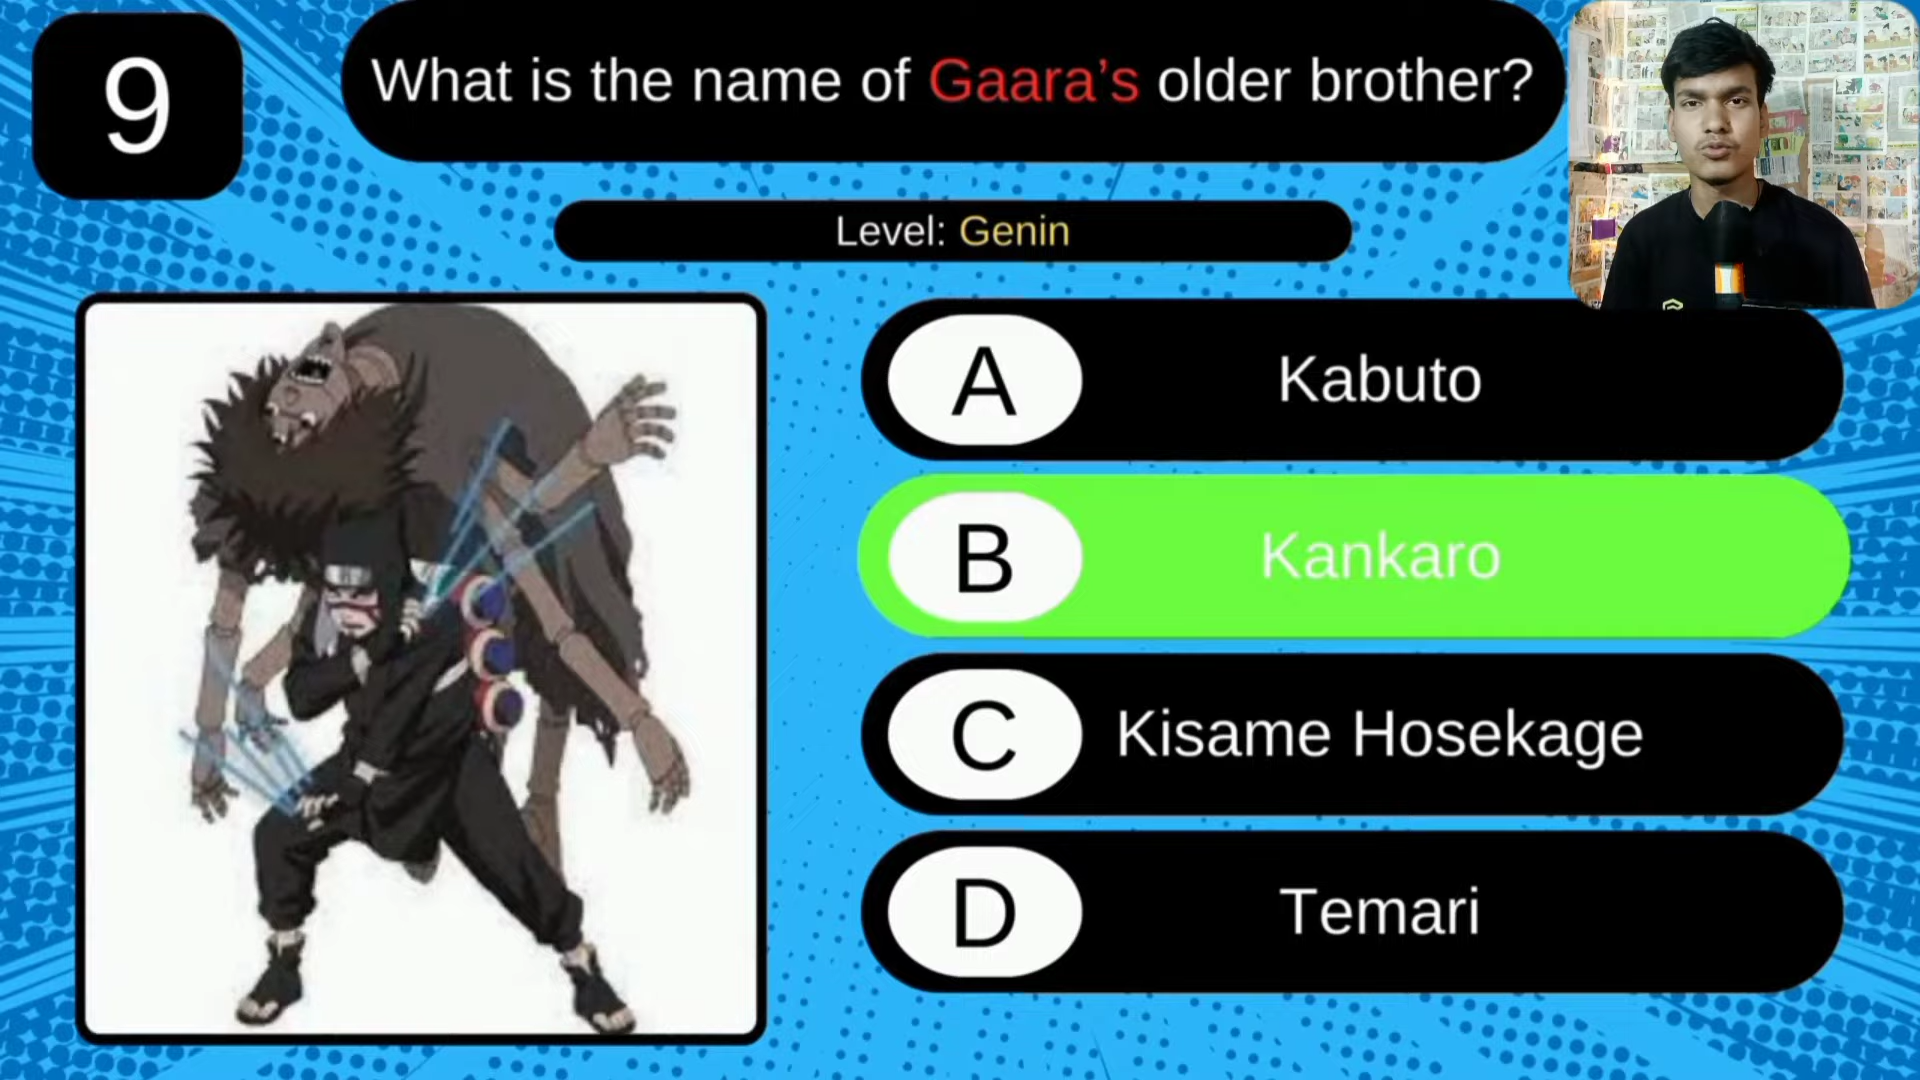 9
What is the name of Gaara’s older brother?
Level: Genin
A Kabuto
B Kankaro
C Kisame Hosekage
D Temari